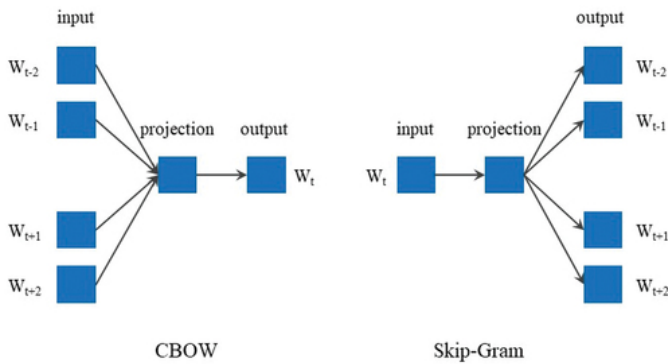 input
W_{t-2}
W_{t-1}
projection
output
W_t
W_{t+1}
W_{t+2}
CBOW
output
W_{t-2}
W_{t-1}
input
projection
W_t
W_{t+1}
W_{t+2}
Skip-Gram